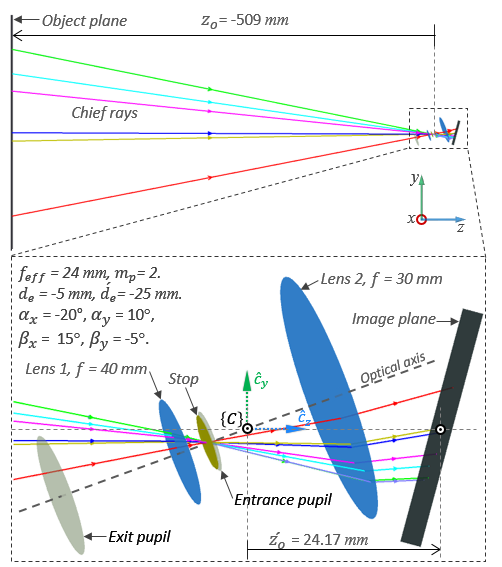 Object plane
zₒ = -509 mm
Chief rays
y
x
z
f_eff = 24 mm, m_p = 2.
d_e = -5 mm, d́_e = -25 mm.
α_x = -20°, α_y = 10°,
β_x = 15°, β_y = -5°.
Lens 2, f = 30 mm
Image plane
Lens 1, f = 40 mm
Stop
Optical axis
ĉ_y
{C}
ĉ_z
Entrance pupil
Exit pupil
źₒ = 24.17 mm